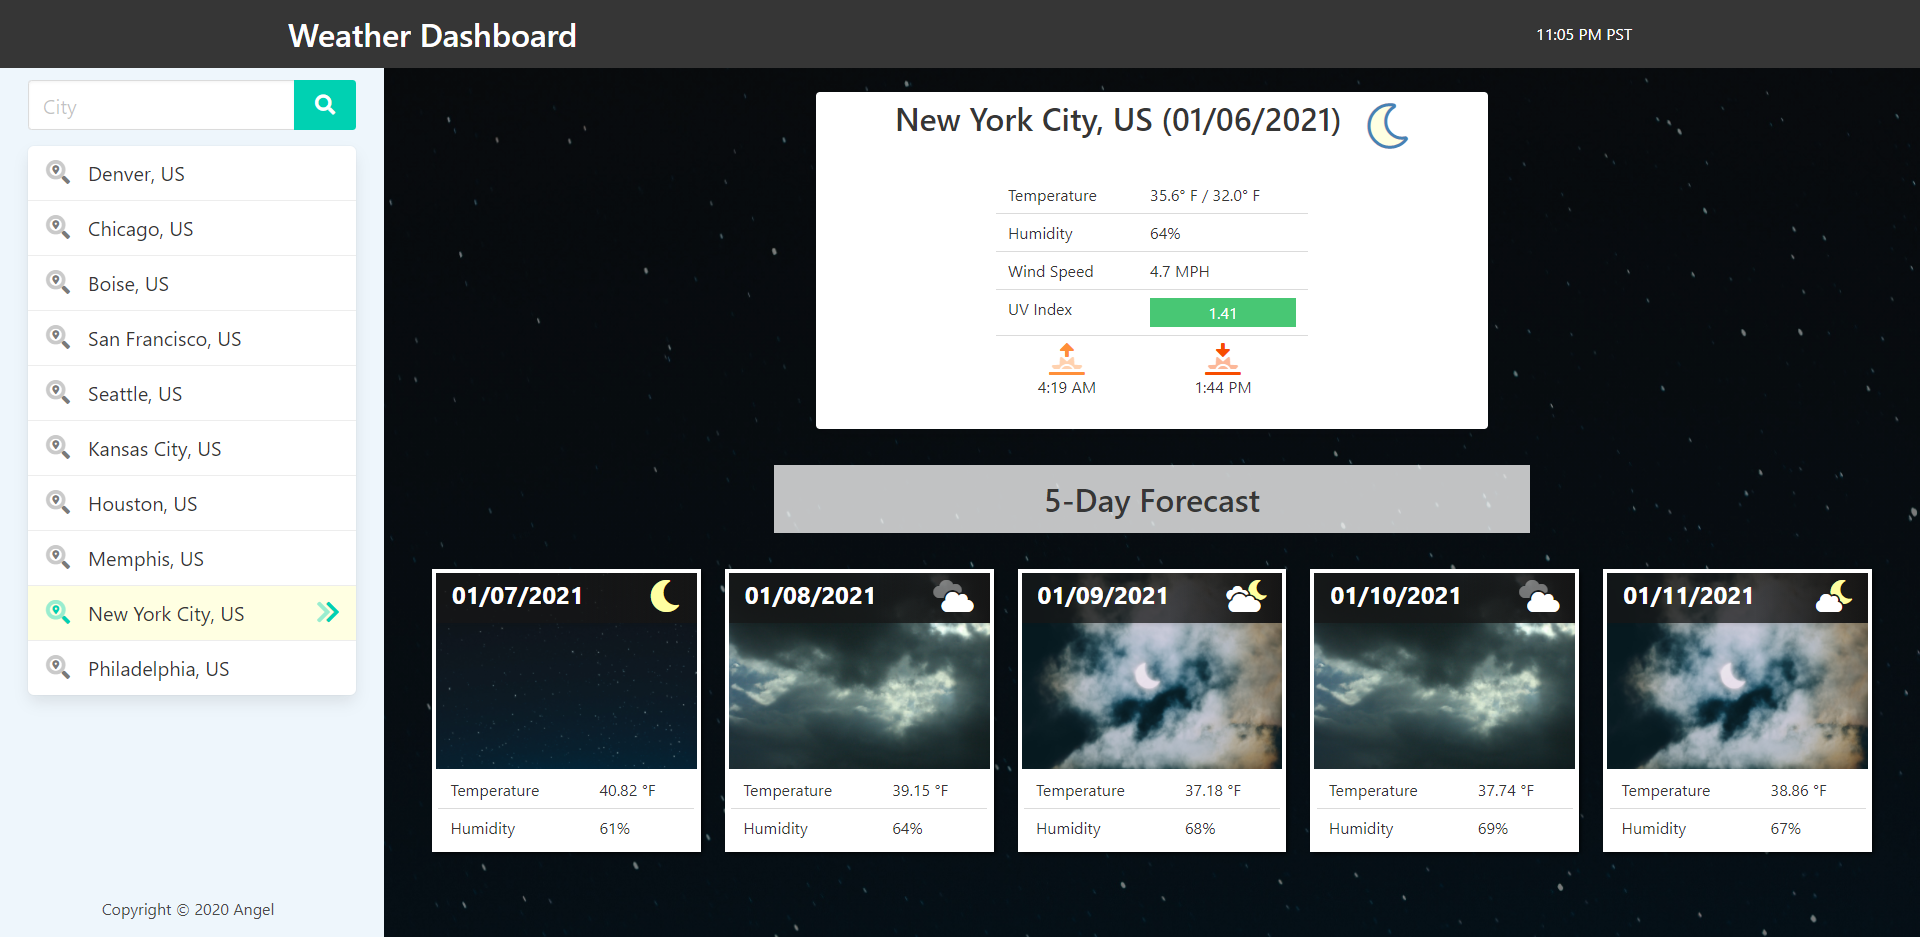 Weather Dashboard
11:05 PM PST
City
Denver, US
Chicago, US
Boise, US
San Francisco, US
Seattle, US
Kansas City, US
Houston, US
Memphis, US
New York City, US
Philadelphia, US
Copyright © 2020 Angel
New York City, US (01/06/2021)
Temperature 35.6° F / 32.0° F
Humidity 64%
Wind Speed 4.7 MPH
UV Index 1.41
4:19 AM 1:44 PM
5-Day Forecast
01/07/2021
Temperature 40.82 °F
Humidity 61%
01/08/2021
Temperature 39.15 °F
Humidity 64%
01/09/2021
Temperature 37.18 °F
Humidity 68%
01/10/2021
Temperature 37.74 °F
Humidity 69%
01/11/2021
Temperature 38.86 °F
Humidity 67%